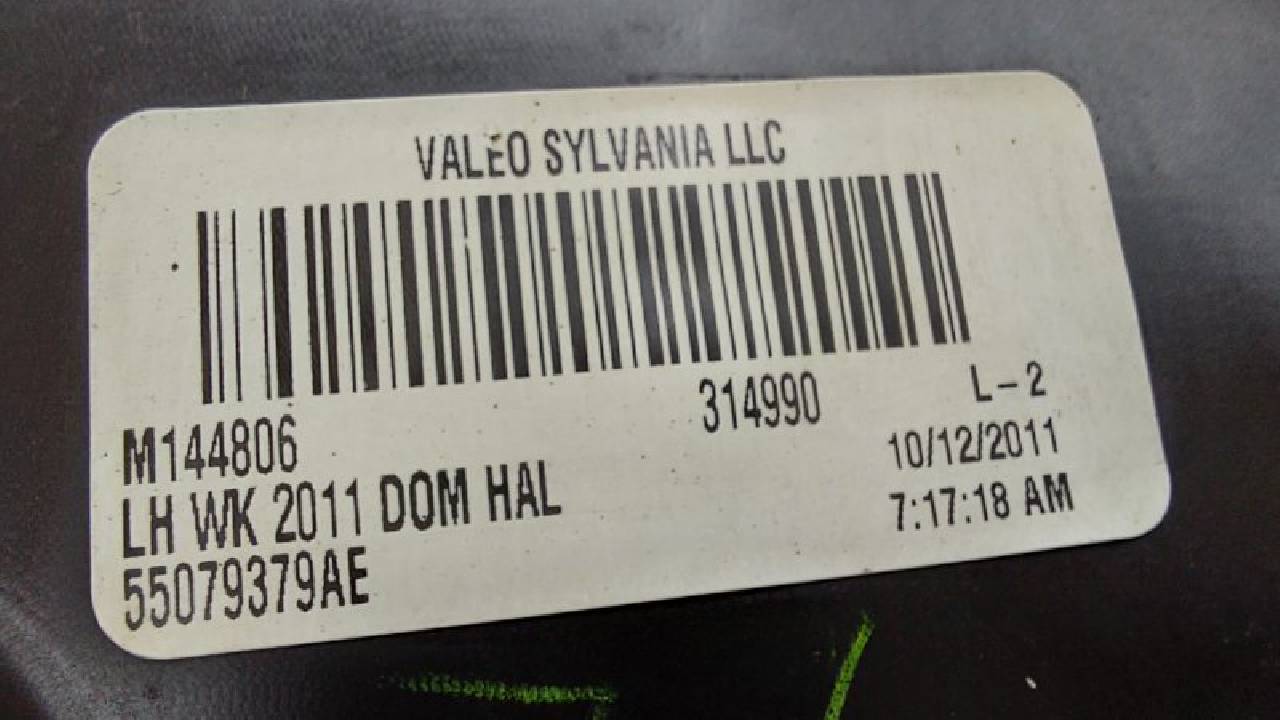 VALEO SYLVANIA LLC
M144806 314990 L-2
LH WK 2011 DOM HAL 10/12/2011
55079379AE 7:17:18 AM